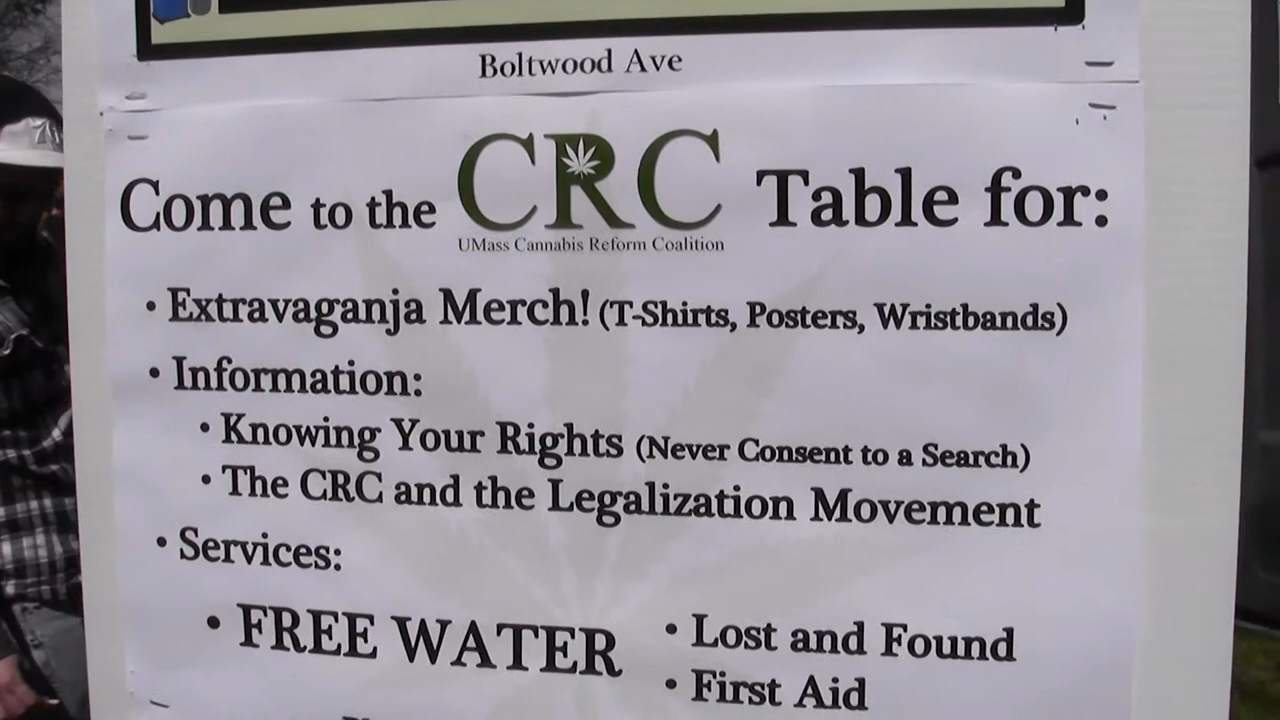 Boltwood Ave
Come to the CRC Table for:
UMass Cannabis Reform Coalition
• Extravaganja Merch! (T-Shirts, Posters, Wristbands)
• Information:
• Knowing Your Rights (Never Consent to a Search)
• The CRC and the Legalization Movement
• Services:
• FREE WATER
• Lost and Found
• First Aid